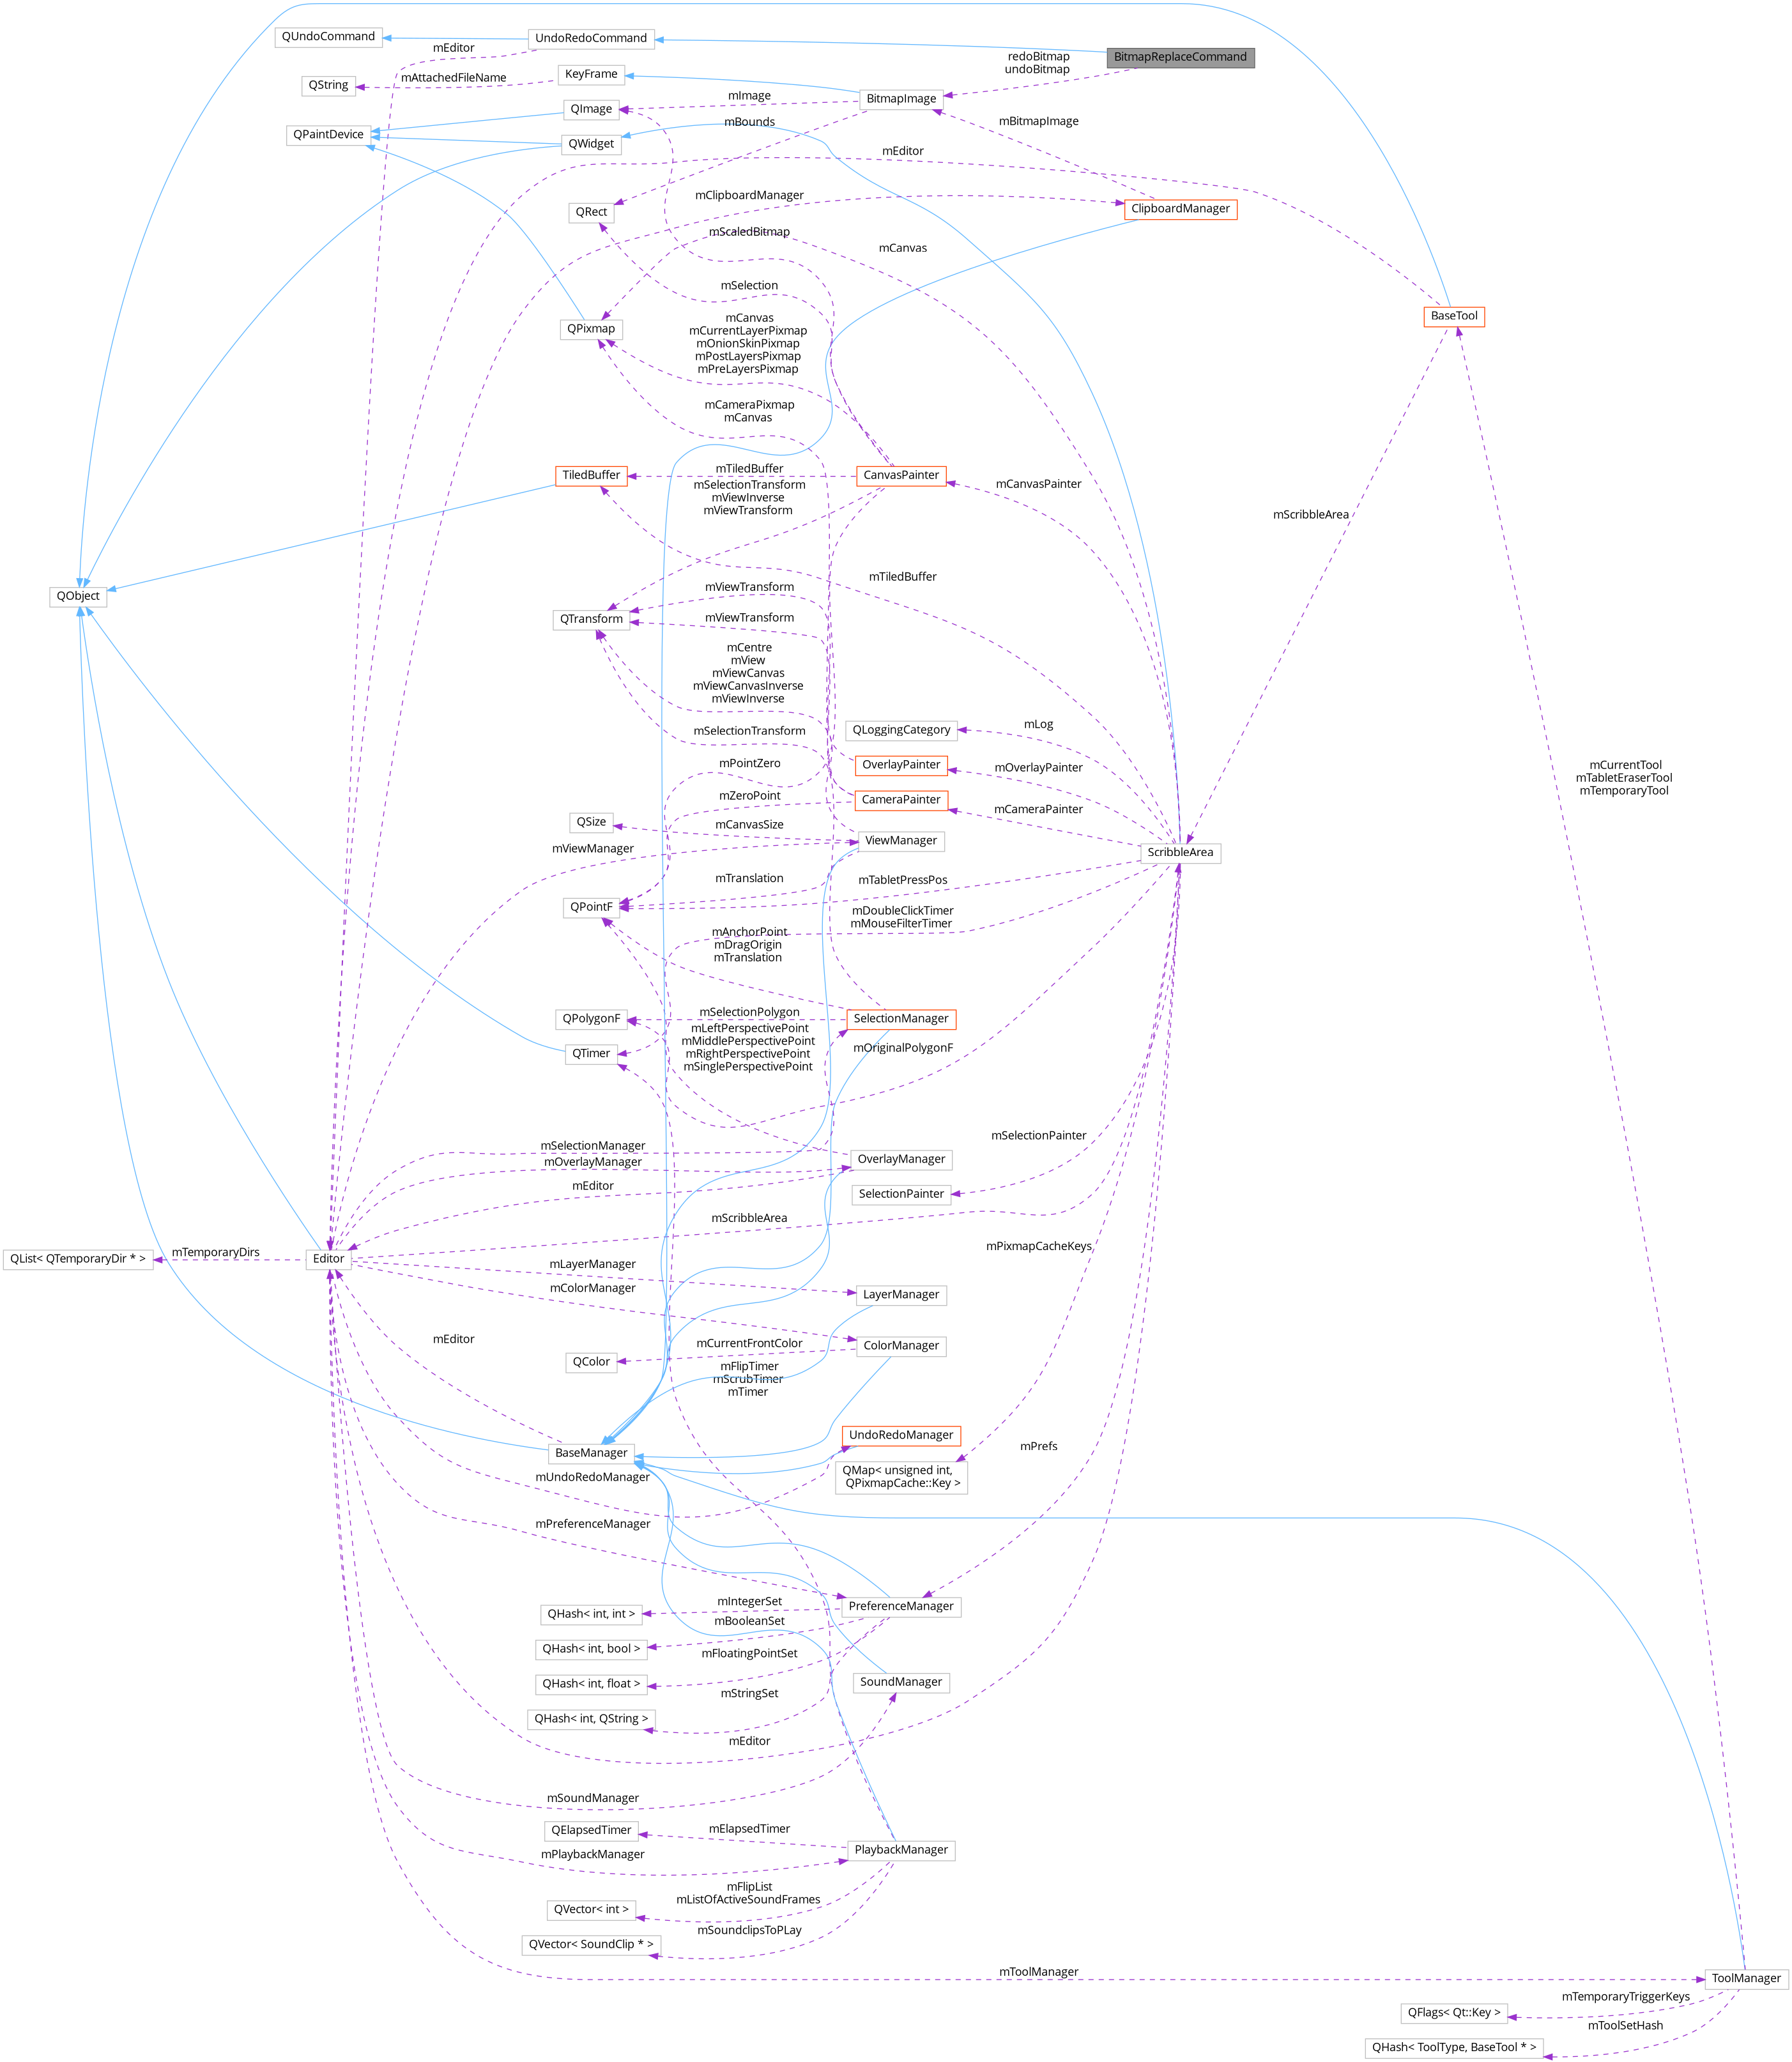 QUndoCommand
UndoRedoCommand
mEditor
redoBitmap
undoBitmap
BitmapReplaceCommand
QString
mAttachedFileName
KeyFrame
QImage
mImage
BitmapImage
QPaintDevice
QWidget
mBounds
mBitmapImage
mEditor
QRect
mClipboardManager
ClipboardManager
mScaledBitmap
mCanvas
mSelection
QPixmap
mCanvas
mCurrentLayerPixmap
mOnionSkinPixmap
mPostLayersPixmap
mPreLayersPixmap
BaseTool
mCameraPixmap
mCanvas
TiledBuffer
mTiledBuffer
CanvasPainter
mCanvasPainter
mSelectionTransform
mViewInverse
mViewTransform
mScribbleArea
QObject
mTiledBuffer
mViewTransform
QTransform
mViewTransform
mCentre
mView
mViewCanvas
mViewCanvasInverse
mViewInverse
mSelectionTransform
QLoggingCategory
mLog
mPointZero
OverlayPainter
mOverlayPainter
mCurrentTool
mTabletEraserTool
mTemporaryTool
mZeroPoint
CameraPainter
mCameraPainter
QSize
mCanvasSize
ViewManager
mViewManager
ScribbleArea
mTranslation
mTabletPressPos
QPointF
mDoubleClickTimer
mMouseFilterTimer
mAnchorPoint
mDragOrigin
mTranslation
QPolygonF
mSelectionPolygon
SelectionManager
QTimer
mLeftPerspectivePoint
mMiddlePerspectivePoint
mRightPerspectivePoint
mSinglePerspectivePoint
mOriginalPolygonF
mSelectionManager
mOverlayManager
OverlayManager
mSelectionPainter
mEditor
SelectionPainter
mScribbleArea
QList< QTemporaryDir * >
mTemporaryDirs
Editor
mPixmapCacheKeys
mLayerManager
mColorManager
LayerManager
mEditor
QColor
mCurrentFrontColor
ColorManager
mFlipTimer
mScrubTimer
mTimer
BaseManager
UndoRedoManager
mPrefs
mUndoRedoManager
QMap< unsigned int,
QPixmapCache::Key >
mPreferenceManager
QHash< int, int >
mIntegerSet
PreferenceManager
QHash< int, bool >
mBooleanSet
QHash< int, float >
mFloatingPointSet
SoundManager
QHash< int, QString >
mStringSet
mEditor
mSoundManager
QElapsedTimer
mElapsedTimer
mPlaybackManager
PlaybackManager
QVector< int >
mFlipList
mListOfActiveSoundFrames
QVector< SoundClip * >
mSoundclipsToPLay
mToolManager
ToolManager
QFlags< Qt::Key >
mTemporaryTriggerKeys
mToolSetHash
QHash< ToolType, BaseTool * >